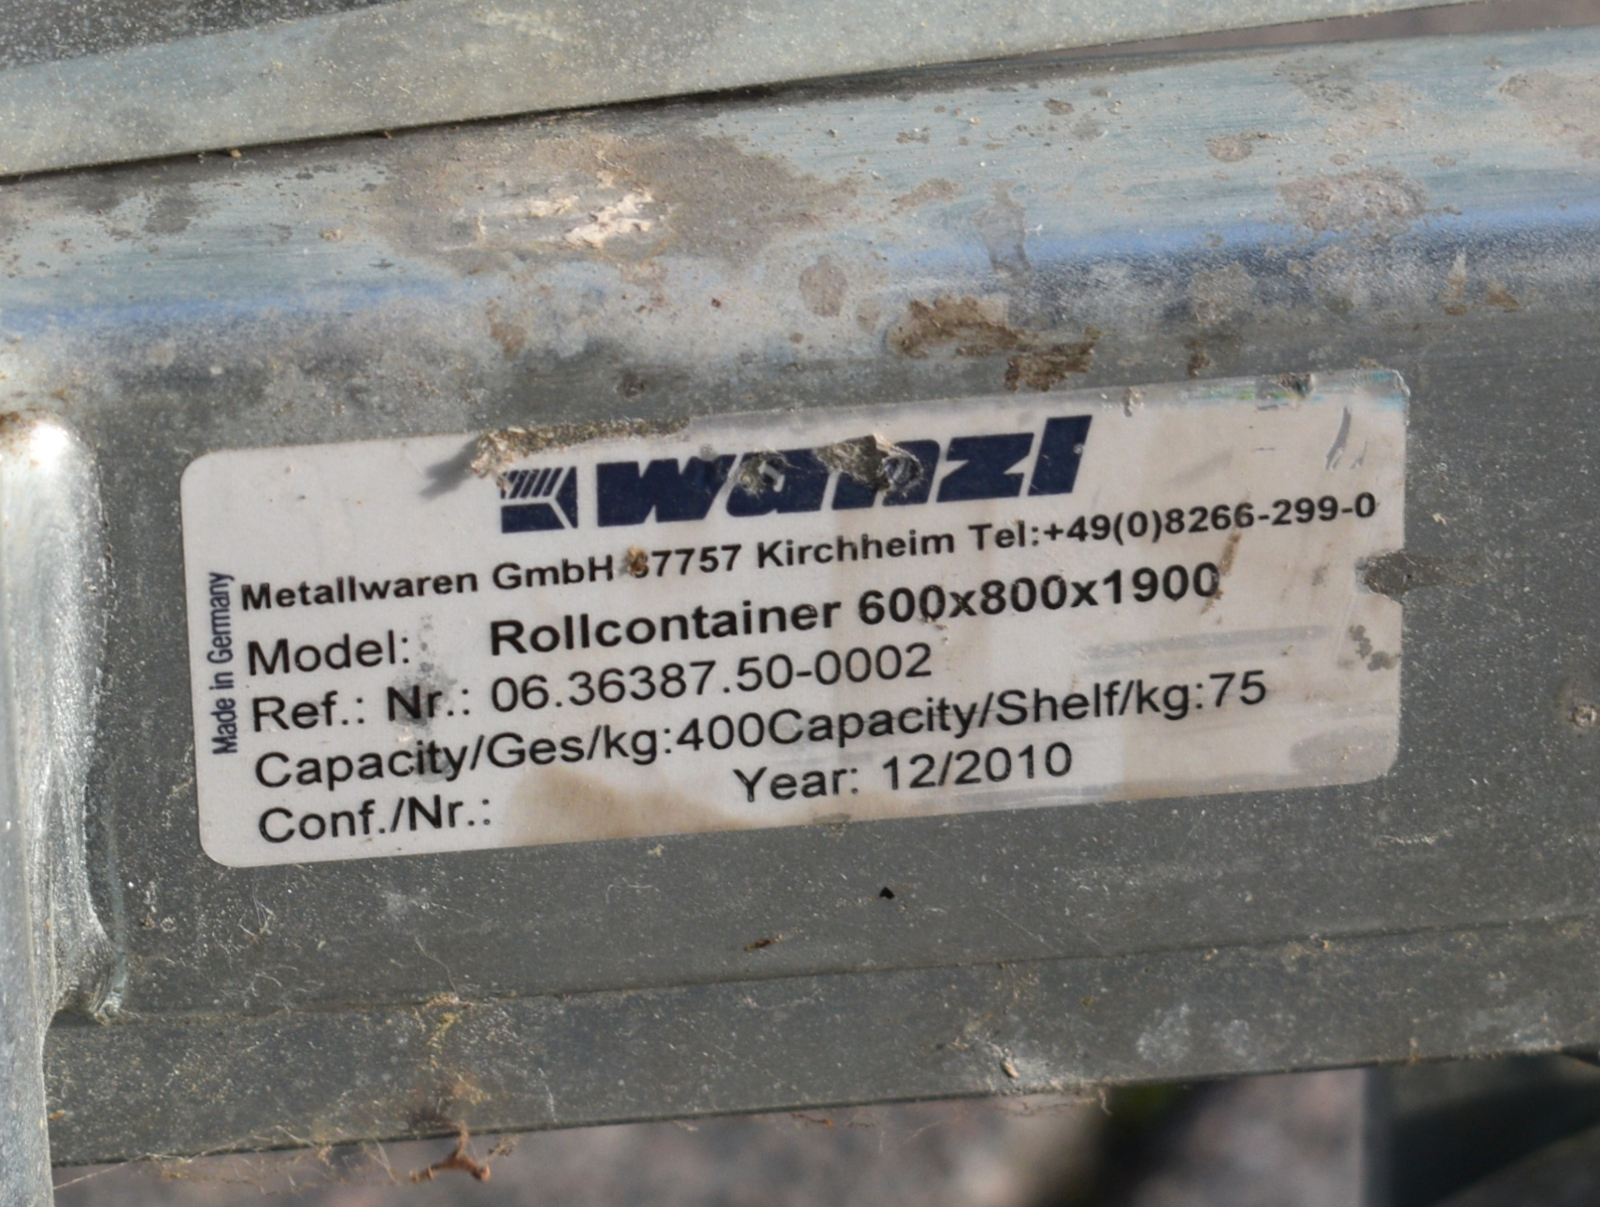 wanzl
Metallwaren GmbH 87757 Kirchheim Tel:+49(0)8266-299-0
Model: Rollcontainer 600x800x1900
Ref.: Nr.: 06.36387.50-0002
Capacity/Ges/kg:400Capacity/Shelf/kg:75
Conf./Nr.: Year: 12/2010
Made in Germany